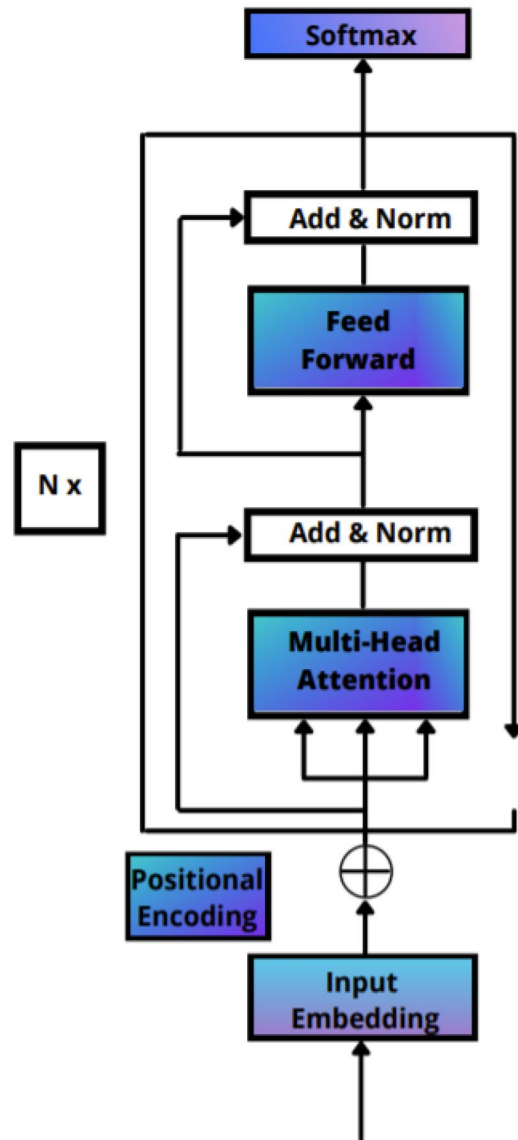 Softmax
Add & Norm
Feed
Forward
N x
Add & Norm
Multi-Head
Attention
Positional
Encoding
Input
Embedding